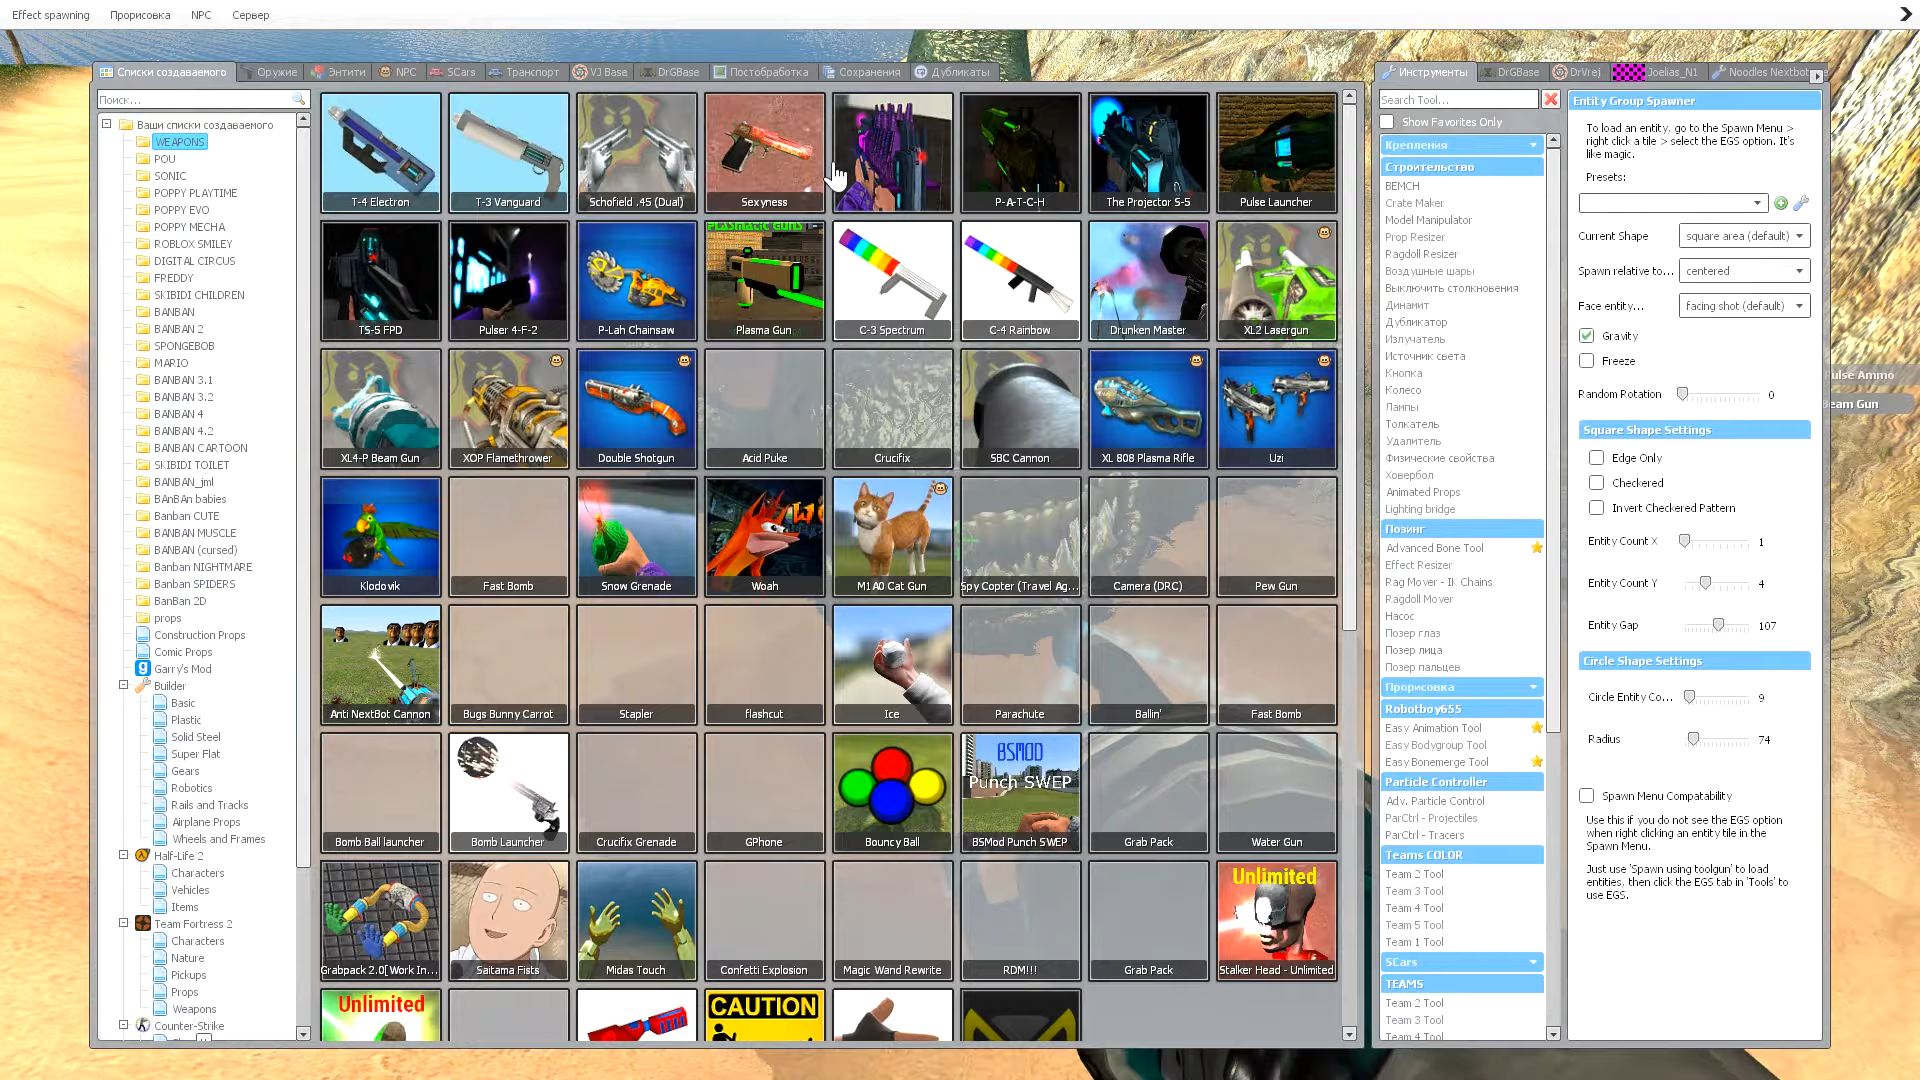 Effect spawning Прорисовка NPC Сервер
Списки создаваемого Оружие Энтити NPC SCars Транспорт VJ Base DrGBase Постобработка Сохранения Дубликаты
Поиск...
Ваши списки создаваемого
WEAPONS
POU
SONIC
POPPY PLAYTIME
POPPY EVO
POPPY MECHA
ROBLOX SMILEY
DIGITAL CIRCUS
FREDDY
SKIBIDI CHILDREN
BANBAN
BANBAN 2
SPONGEBOB
MARIO
BANBAN 3.1
BANBAN 3.2
BANBAN 4
BANBAN 4.2
BANBAN CARTOON
SKIBIDI TOILET
BANBAN_jml
BAnBAn babies
Banban CUTE
BANBAN MUSCLE
BANBAN (cursed)
Banban NIGHTMARE
Banban SPIDERS
BanBan 2D
props
Construction Props
Comic Props
Garry's Mod
Builder
Basic
Plastic
Solid Steel
Super Flat
Gears
Robotics
Rails and Tracks
Airplane Props
Wheels and Frames
Half-Life 2
Characters
Vehicles
Items
Team Fortress 2
Characters
Nature
Pickups
Props
Weapons
Counter-Strike
T-4 Electron T-3 Vanguard Schofield .45 (Dual) Sexyness P-A-T-C-H The Projector S-5 Pulse Launcher
PLASMATIC GUNS
TS-5 FPD Pulser 4-F-2 P-Lah Chainsaw Plasma Gun C-3 Spectrum C-4 Rainbow Drunken Master XL2 Lasergun
XL4-P Beam Gun XOP Flamethrower Double Shotgun Acid Puke Crucifix SBC Cannon XL 808 Plasma Rifle Uzi
Klodovik Fast Bomb Snow Grenade Woah M1A0 Cat Gun Spy Copter (Travel Ag... Camera (DRC) Pew Gun
Anti NextBot Cannon Bugs Bunny Carrot Stapler flashcut Ice Parachute Ballin' Fast Bomb
BSMOD
Punch SWEP
Bomb Ball launcher Bomb Launcher Crucifix Grenade GPhone Bouncy Ball BSMod Punch SWEP Grab Pack Water Gun
Unlimited
Grabpack 2.0[Work In... Saitama Fists Midas Touch Confetti Explosion Magic Wand Rewrite RDM!!! Grab Pack Stalker Head - Unlimited
Unlimited
CAUTION
Инструменты DrGBase DrVrej Joelias_N1 Noodles Nextbot
Search Tool...
Show Favorites Only
Крепления
Строительство
BEMCH
Crate Maker
Model Manipulator
Prop Resizer
Ragdoll Resizer
Воздушные шары
Выключить столкновения
Динамит
Дубликатор
Излучатель
Источник света
Кнопка
Колесо
Лампы
Толкатель
Удалитель
Физические свойства
Ховербол
Animated Props
Lighting bridge
Позинг
Advanced Bone Tool
Effect Resizer
Rag Mover - IK Chains
Ragdoll Mover
Насос
Позер глаз
Позер лица
Позер пальцев
Прорисовка
Robotboy655
Easy Animation Tool
Easy Bodygroup Tool
Easy Bonemerge Tool
Particle Controller
Adv. Particle Control
ParCtrl - Projectiles
ParCtrl - Tracers
Teams COLOR
Team 2 Tool
Team 3 Tool
Team 4 Tool
Team 5 Tool
Team 1 Tool
SCars
TEAMS
Team 2 Tool
Team 3 Tool
Team 4 Tool
Entity Group Spawner
To load an entity, go to the Spawn Menu >
right click a tile > select the EGS option. It's
like magic.
Presets:
Current Shape square area (default)
Spawn relative to... centered
Face entity... facing shot (default)
Gravity
Freeze
Random Rotation 0
Square Shape Settings
Edge Only
Checkered
Invert Checkered Pattern
Entity Count X 1
Entity Count Y 4
Entity Gap 107
Circle Shape Settings
Circle Entity Co... 9
Radius 74
Spawn Menu Compatability
Use this if you do not see the EGS option
when right clicking an entity tile in the
Spawn Menu.
Just use 'Spawn using toolgun' to load
entities, then click the EGS tab in 'Tools' to
use EGS.
ulse Ammo
Beam Gun